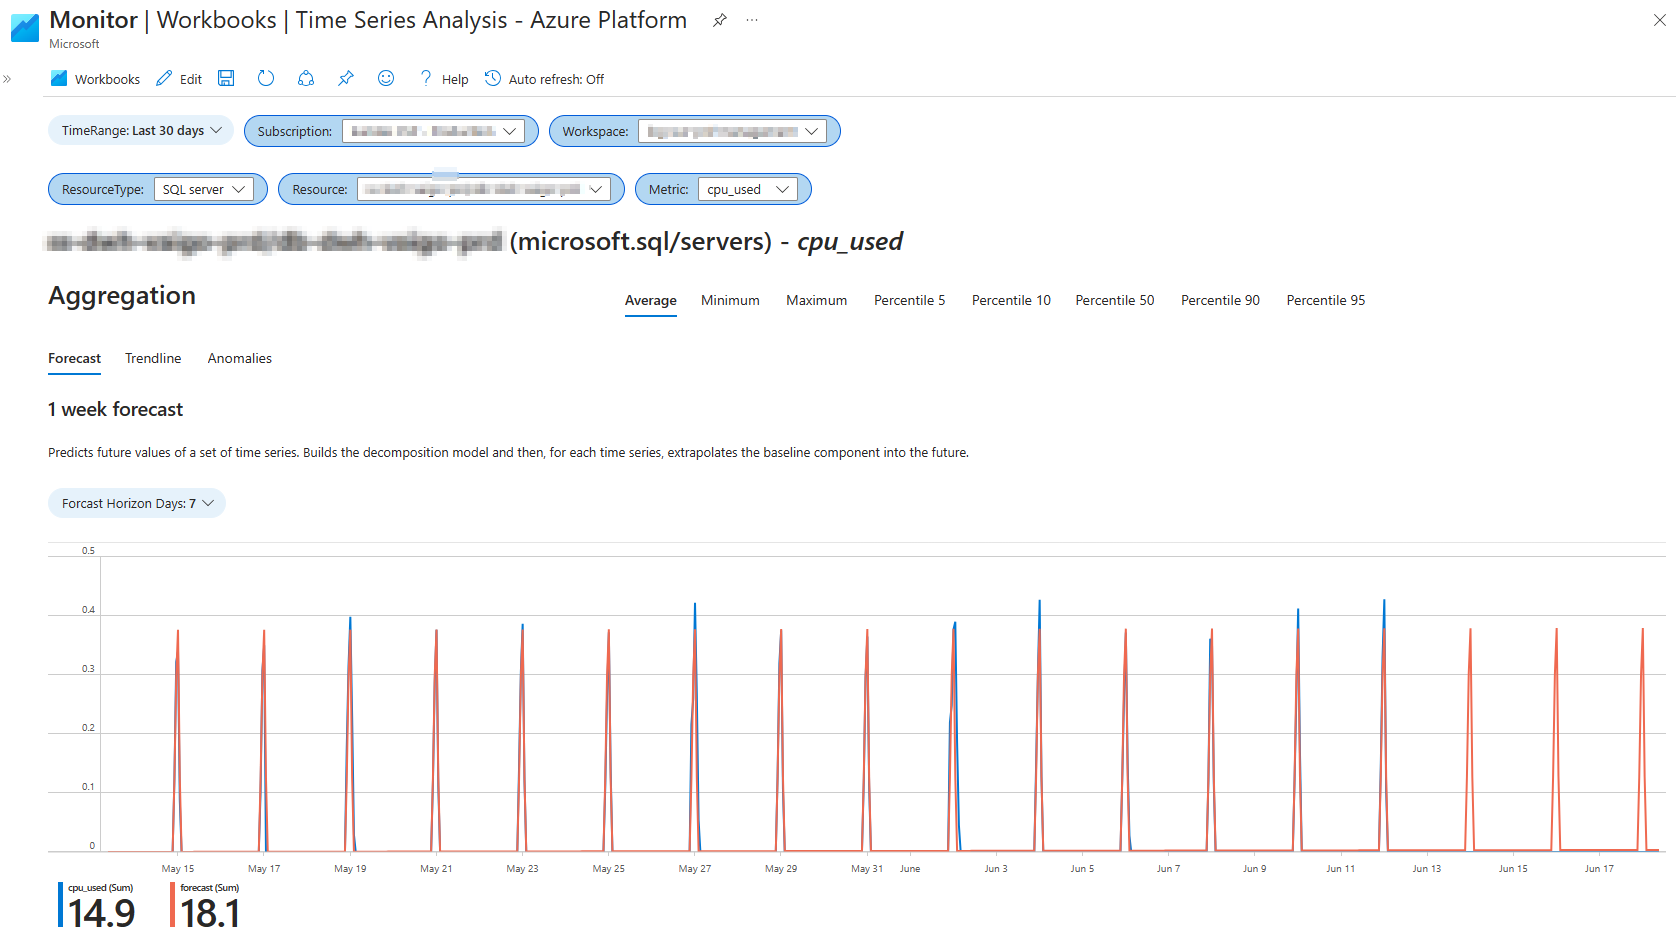 Monitor | Workbooks | Time Series Analysis - Azure Platform
Microsoft
Workbooks Edit Help Auto refresh: Off
TimeRange: Last 30 days Subscription: Workspace:
ResourceType: SQL server Resource: Metric: cpu_used
(microsoft.sql/servers) - cpu_used
Aggregation
Average Minimum Maximum Percentile 5 Percentile 10 Percentile 50 Percentile 90 Percentile 95
Forecast Trendline Anomalies
1 week forecast
Predicts future values of a set of time series. Builds the decomposition model and then, for each time series, extrapolates the baseline component into the future.
Forcast Horizon Days: 7
0.5
0.4
0.3
0.2
0.1
0
May 15 May 17 May 19 May 21 May 23 May 25 May 27 May 29 May 31 June Jun 3 Jun 5 Jun 7 Jun 9 Jun 11 Jun 13 Jun 15 Jun 17
cpu_used (Sum) forecast (Sum)
14.9 18.1